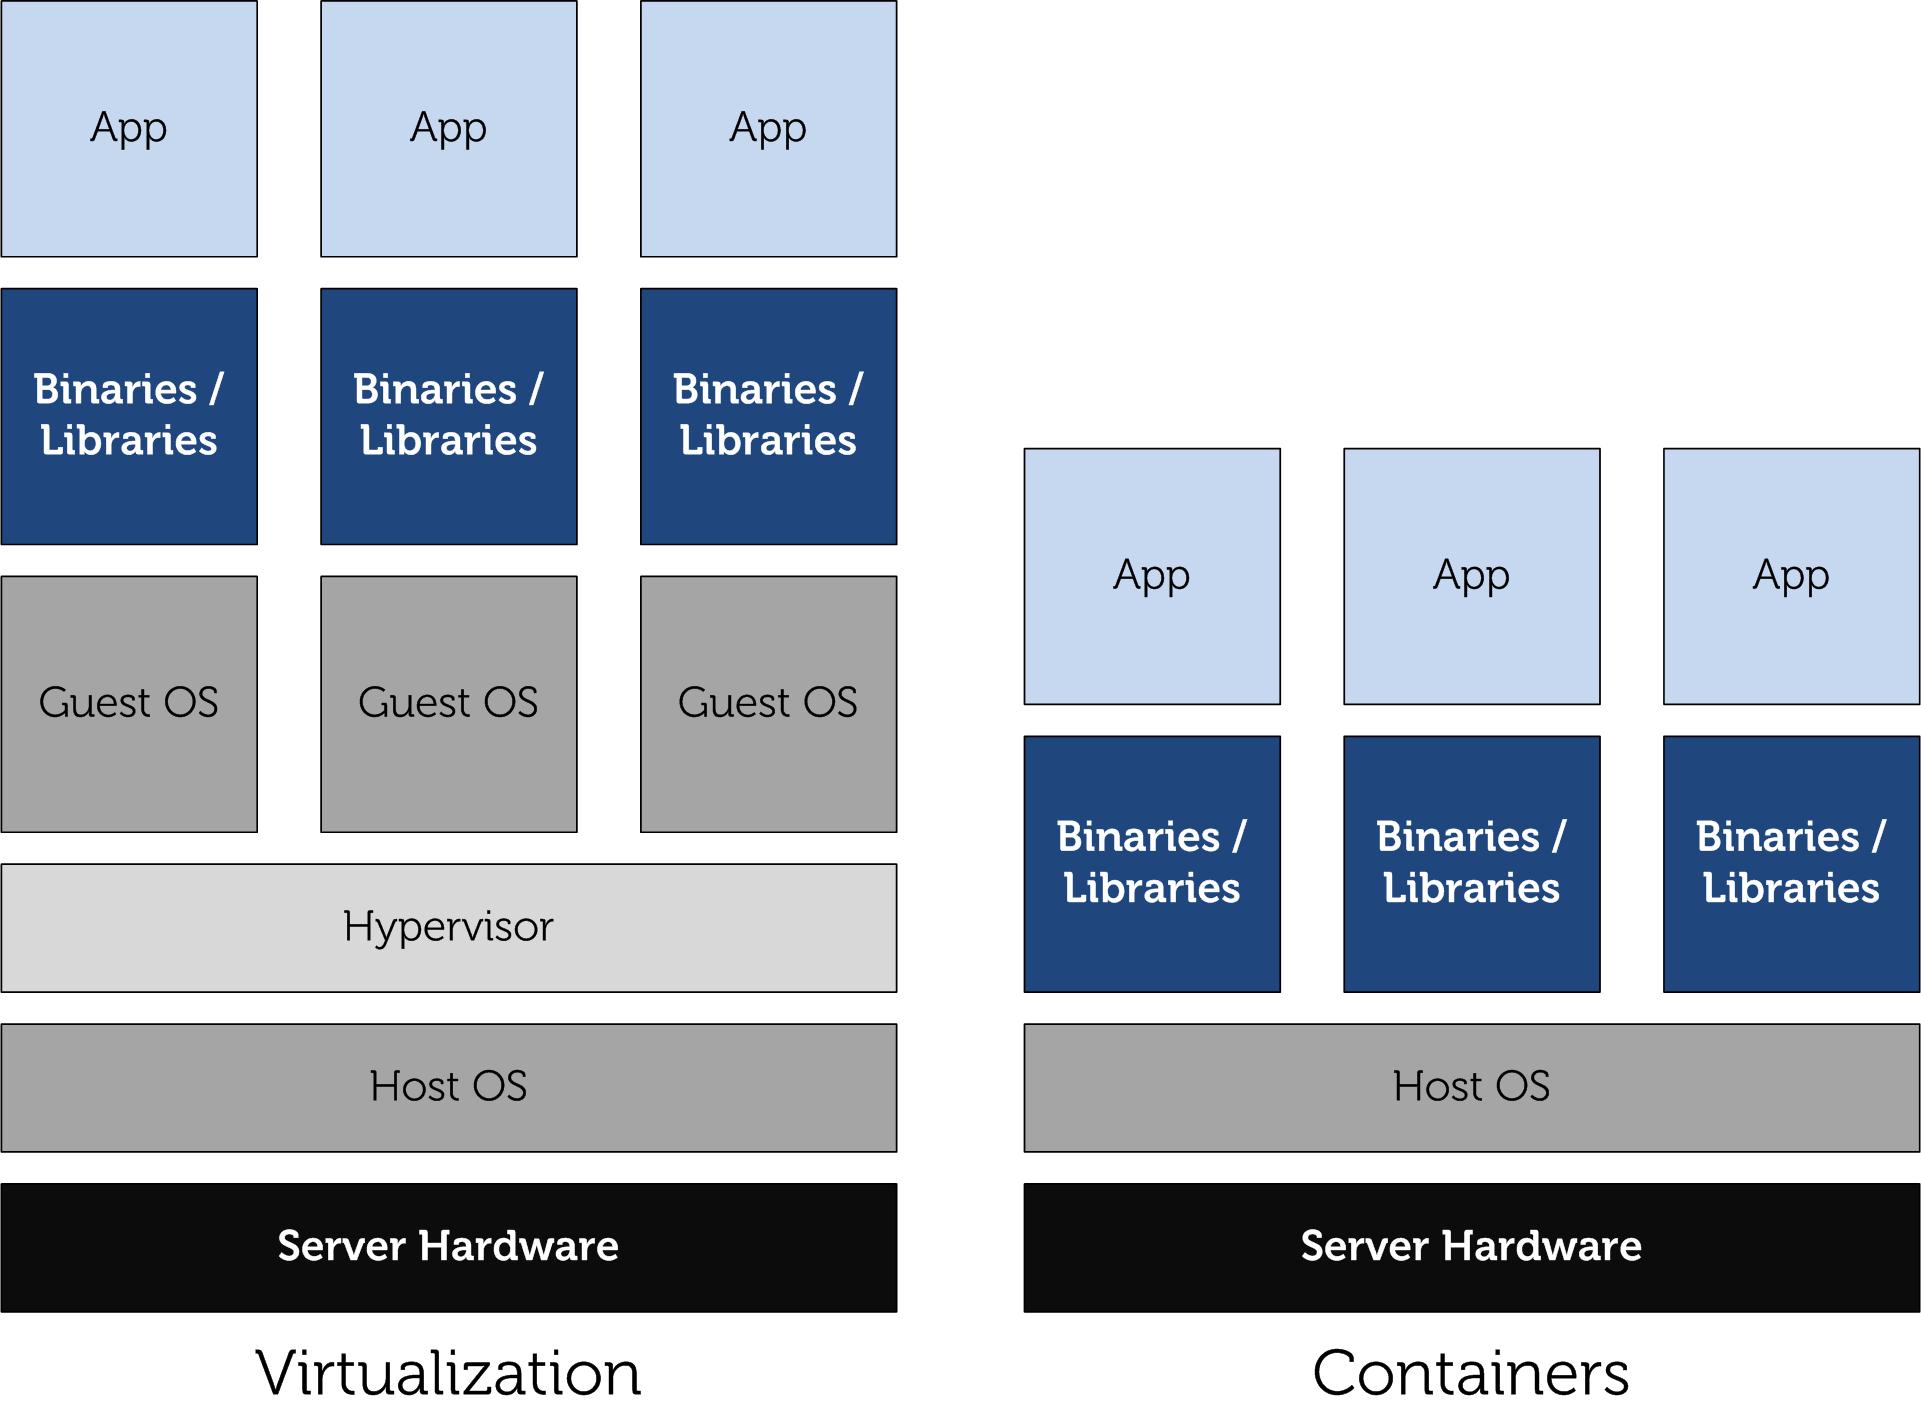 App App App
Binaries / Binaries / Binaries /
Libraries Libraries Libraries
Guest OS Guest OS Guest OS
Hypervisor
Host OS
Server Hardware
Virtualization
App App App
Binaries / Binaries / Binaries /
Libraries Libraries Libraries
Host OS
Server Hardware
Containers